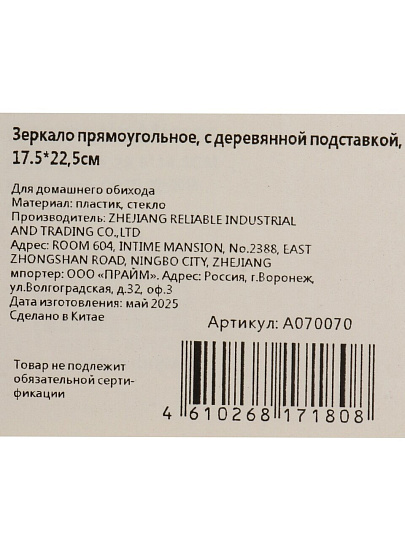 Зеркало прямоугольное, с деревянной подставкой,
17.5*22,5см
Для домашнего обихода
Материал: пластик, стекло
Производитель: ZHEJIANG RELIABLE INDUSTRIAL
AND TRADING CO.,LTD
Адрес: ROOM 604, INTIME MANSION, No.2388, EAST
ZHONGSHAN ROAD, NINGBO CITY, ZHEJIANG
мпортер: ООО «ПРАЙМ». Адрес: Россия, г.Воронеж,
ул.Волгоградская, д.32, оф.3
Дата изготовления: май 2025
Сделано в Китае
Артикул: А070070
Товар не подлежит
обязательной серти-
фикации
4 610268 171808